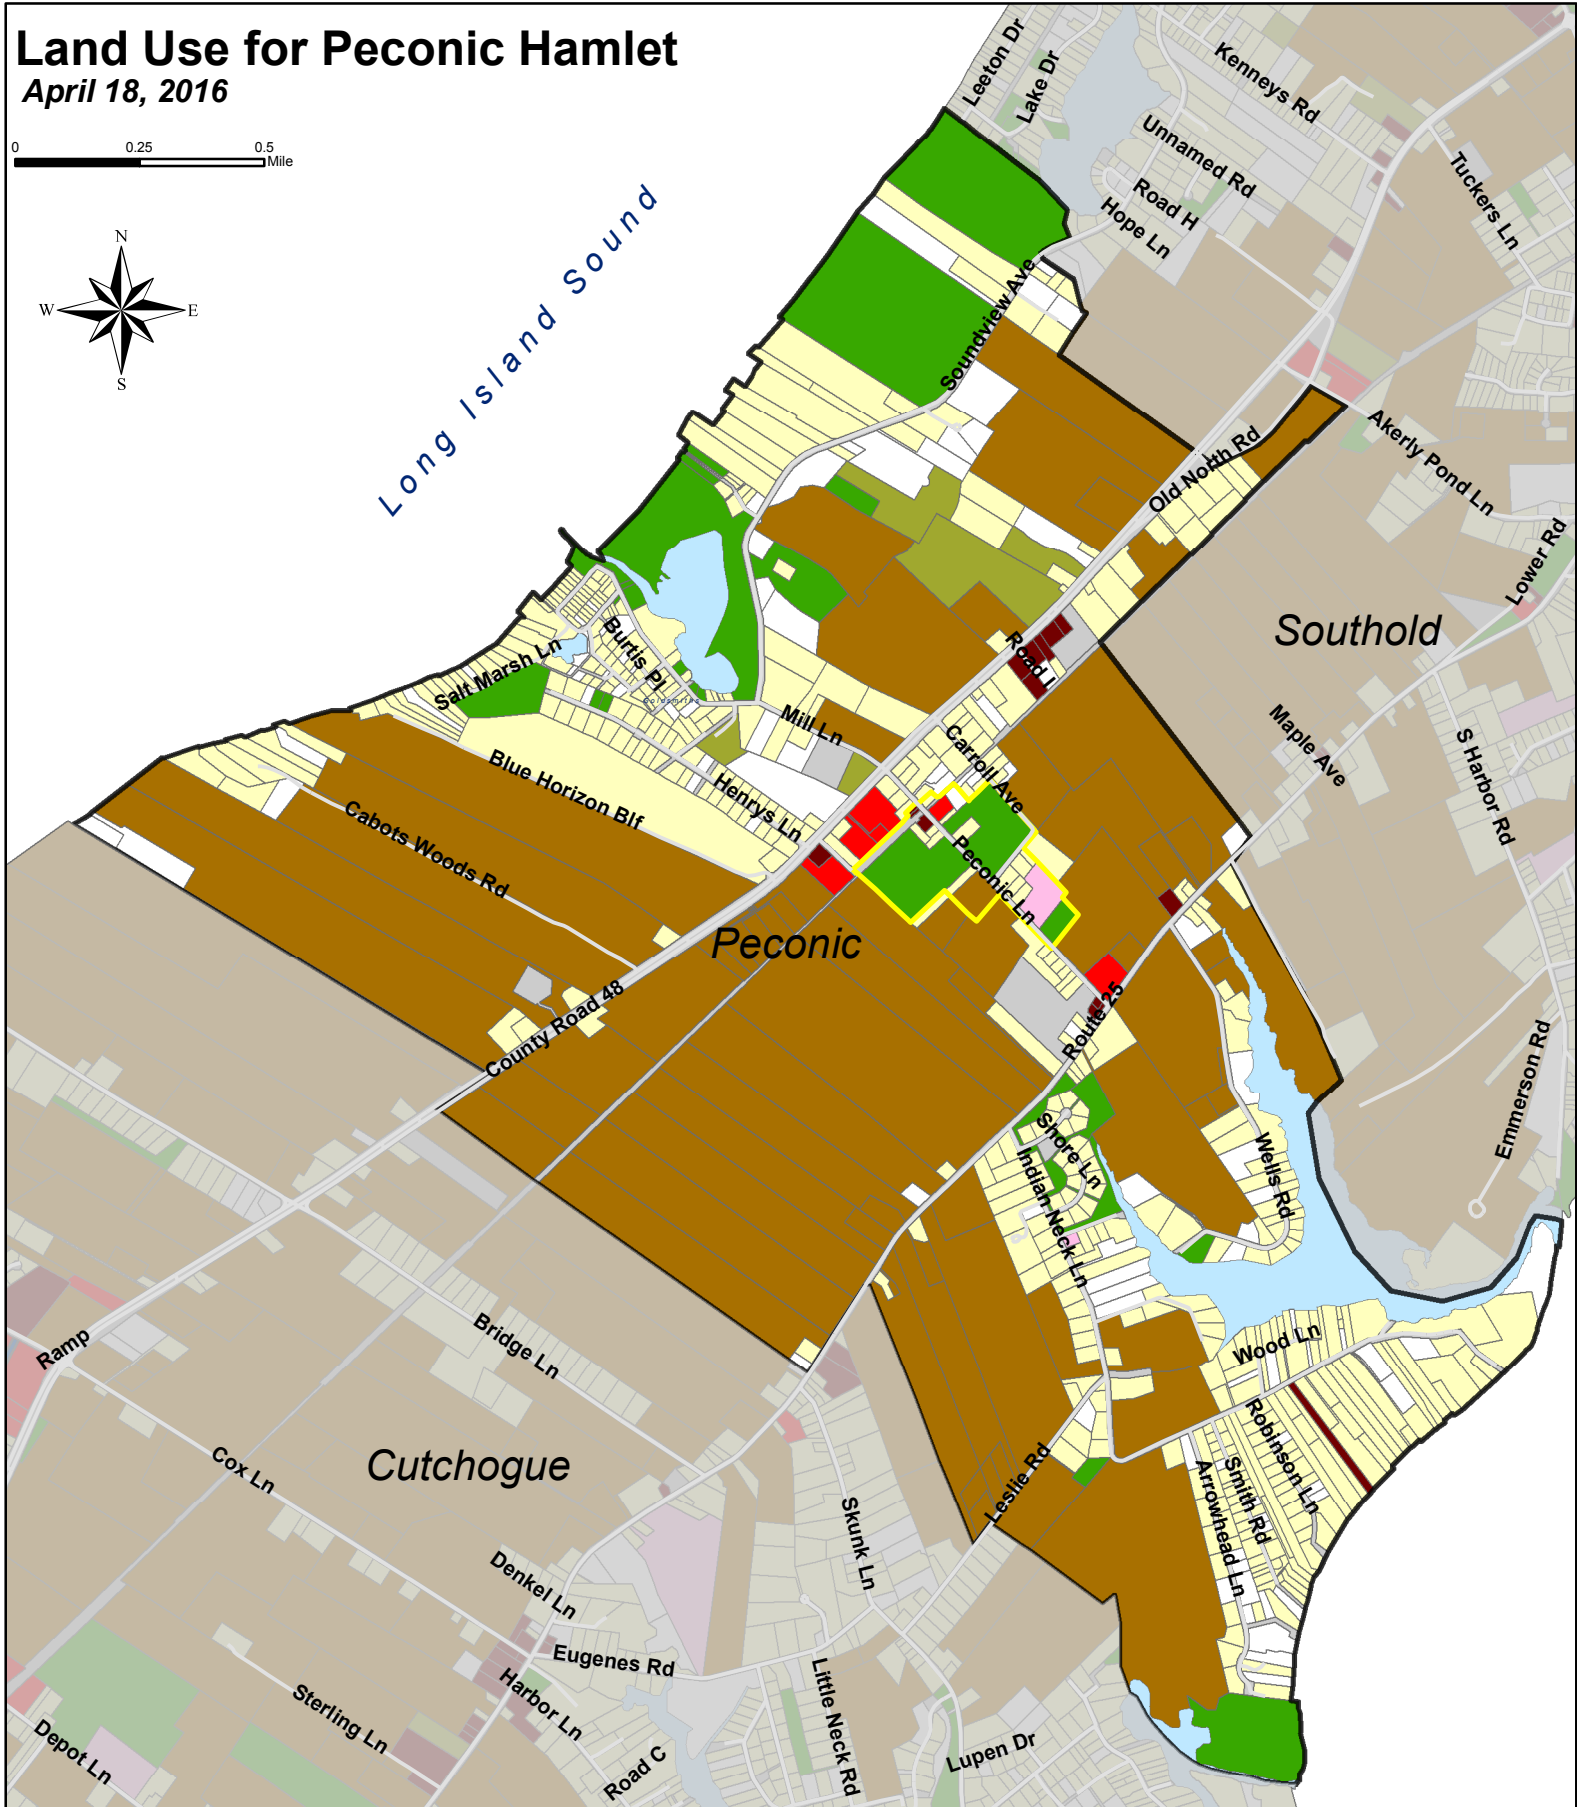 Land Use for Peconic Hamlet
April 18, 2016
0 0.25 0.5
Mile
N
W E
S
Long Island Sound
Leeton Dr
Lake Dr
Kenneys Rd
Unnamed Rd
Road H
Hope Ln
Tuckers Ln
Soundview Ave
Old North Rd
Akerly Pond Ln
Lower Rd
Southold
Salt Marsh Ln
Burtis Pl
Goldsmiths
Road I
Mill Ln
Carroll Ave
Maple Ave
S Harbor Rd
Blue Horizon Blf
Henrys Ln
Cabots Woods Rd
Peconic Ln
Peconic
County Road 48
Route 25
Emmerson Rd
Shore Ln
Indian Neck Ln
Wells Rd
Ramp
Bridge Ln
Wood Ln
Cox Ln
Cutchogue
Robinson Ln
Smith Rd
Arrowhead Ln
Leslie Rd
Skunk Ln
Denkel Ln
Eugenes Rd
Harbor Ln
Little Neck Rd
Sterling Ln
Depot Ln
Road C
Lupen Dr